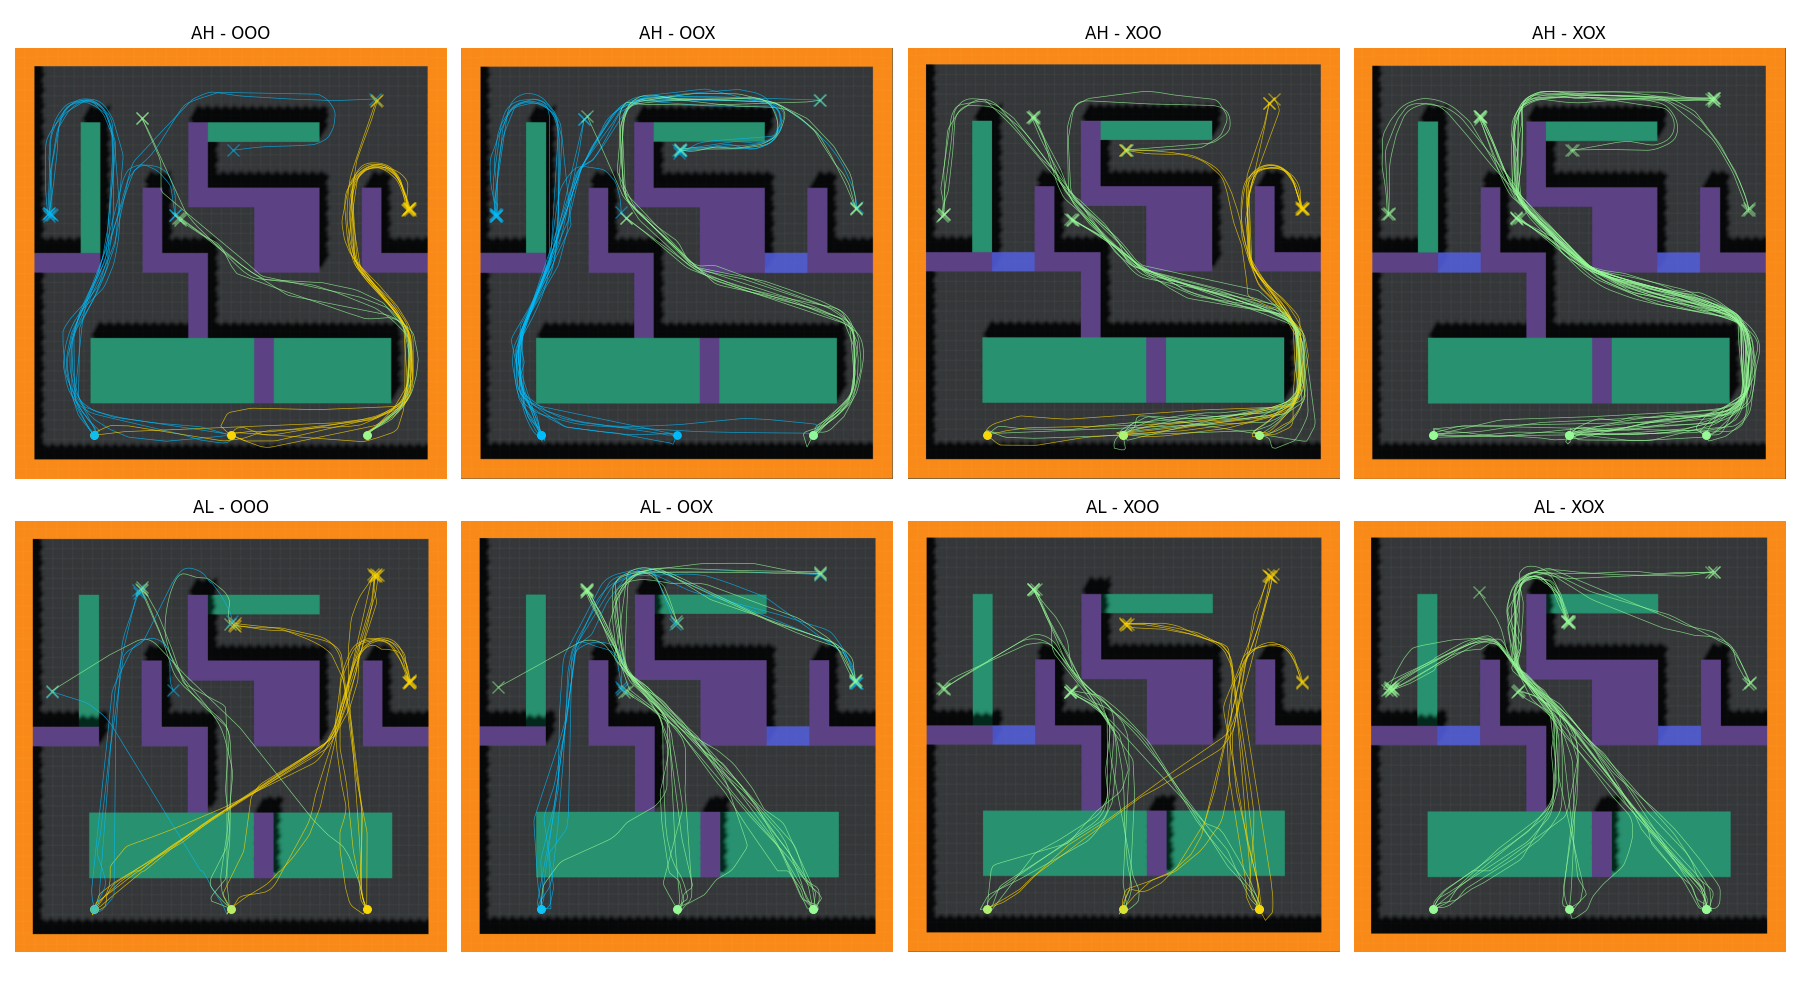 AH - OOO
AH - OOX
AH - XOO
AH - XOX
AL - OOO
AL - OOX
AL - XOO
AL - XOX